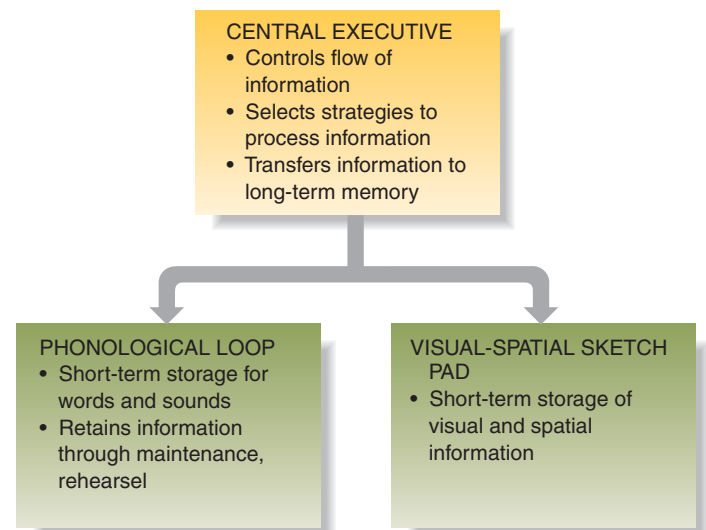 CENTRAL EXECUTIVE
• Controls flow of
information
• Selects strategies to
process information
• Transfers information to
long-term memory
PHONOLOGICAL LOOP
• Short-term storage for
words and sounds
• Retains information
through maintenance,
rehearsel
VISUAL-SPATIAL SKETCH
PAD
• Short-term storage of
visual and spatial
information